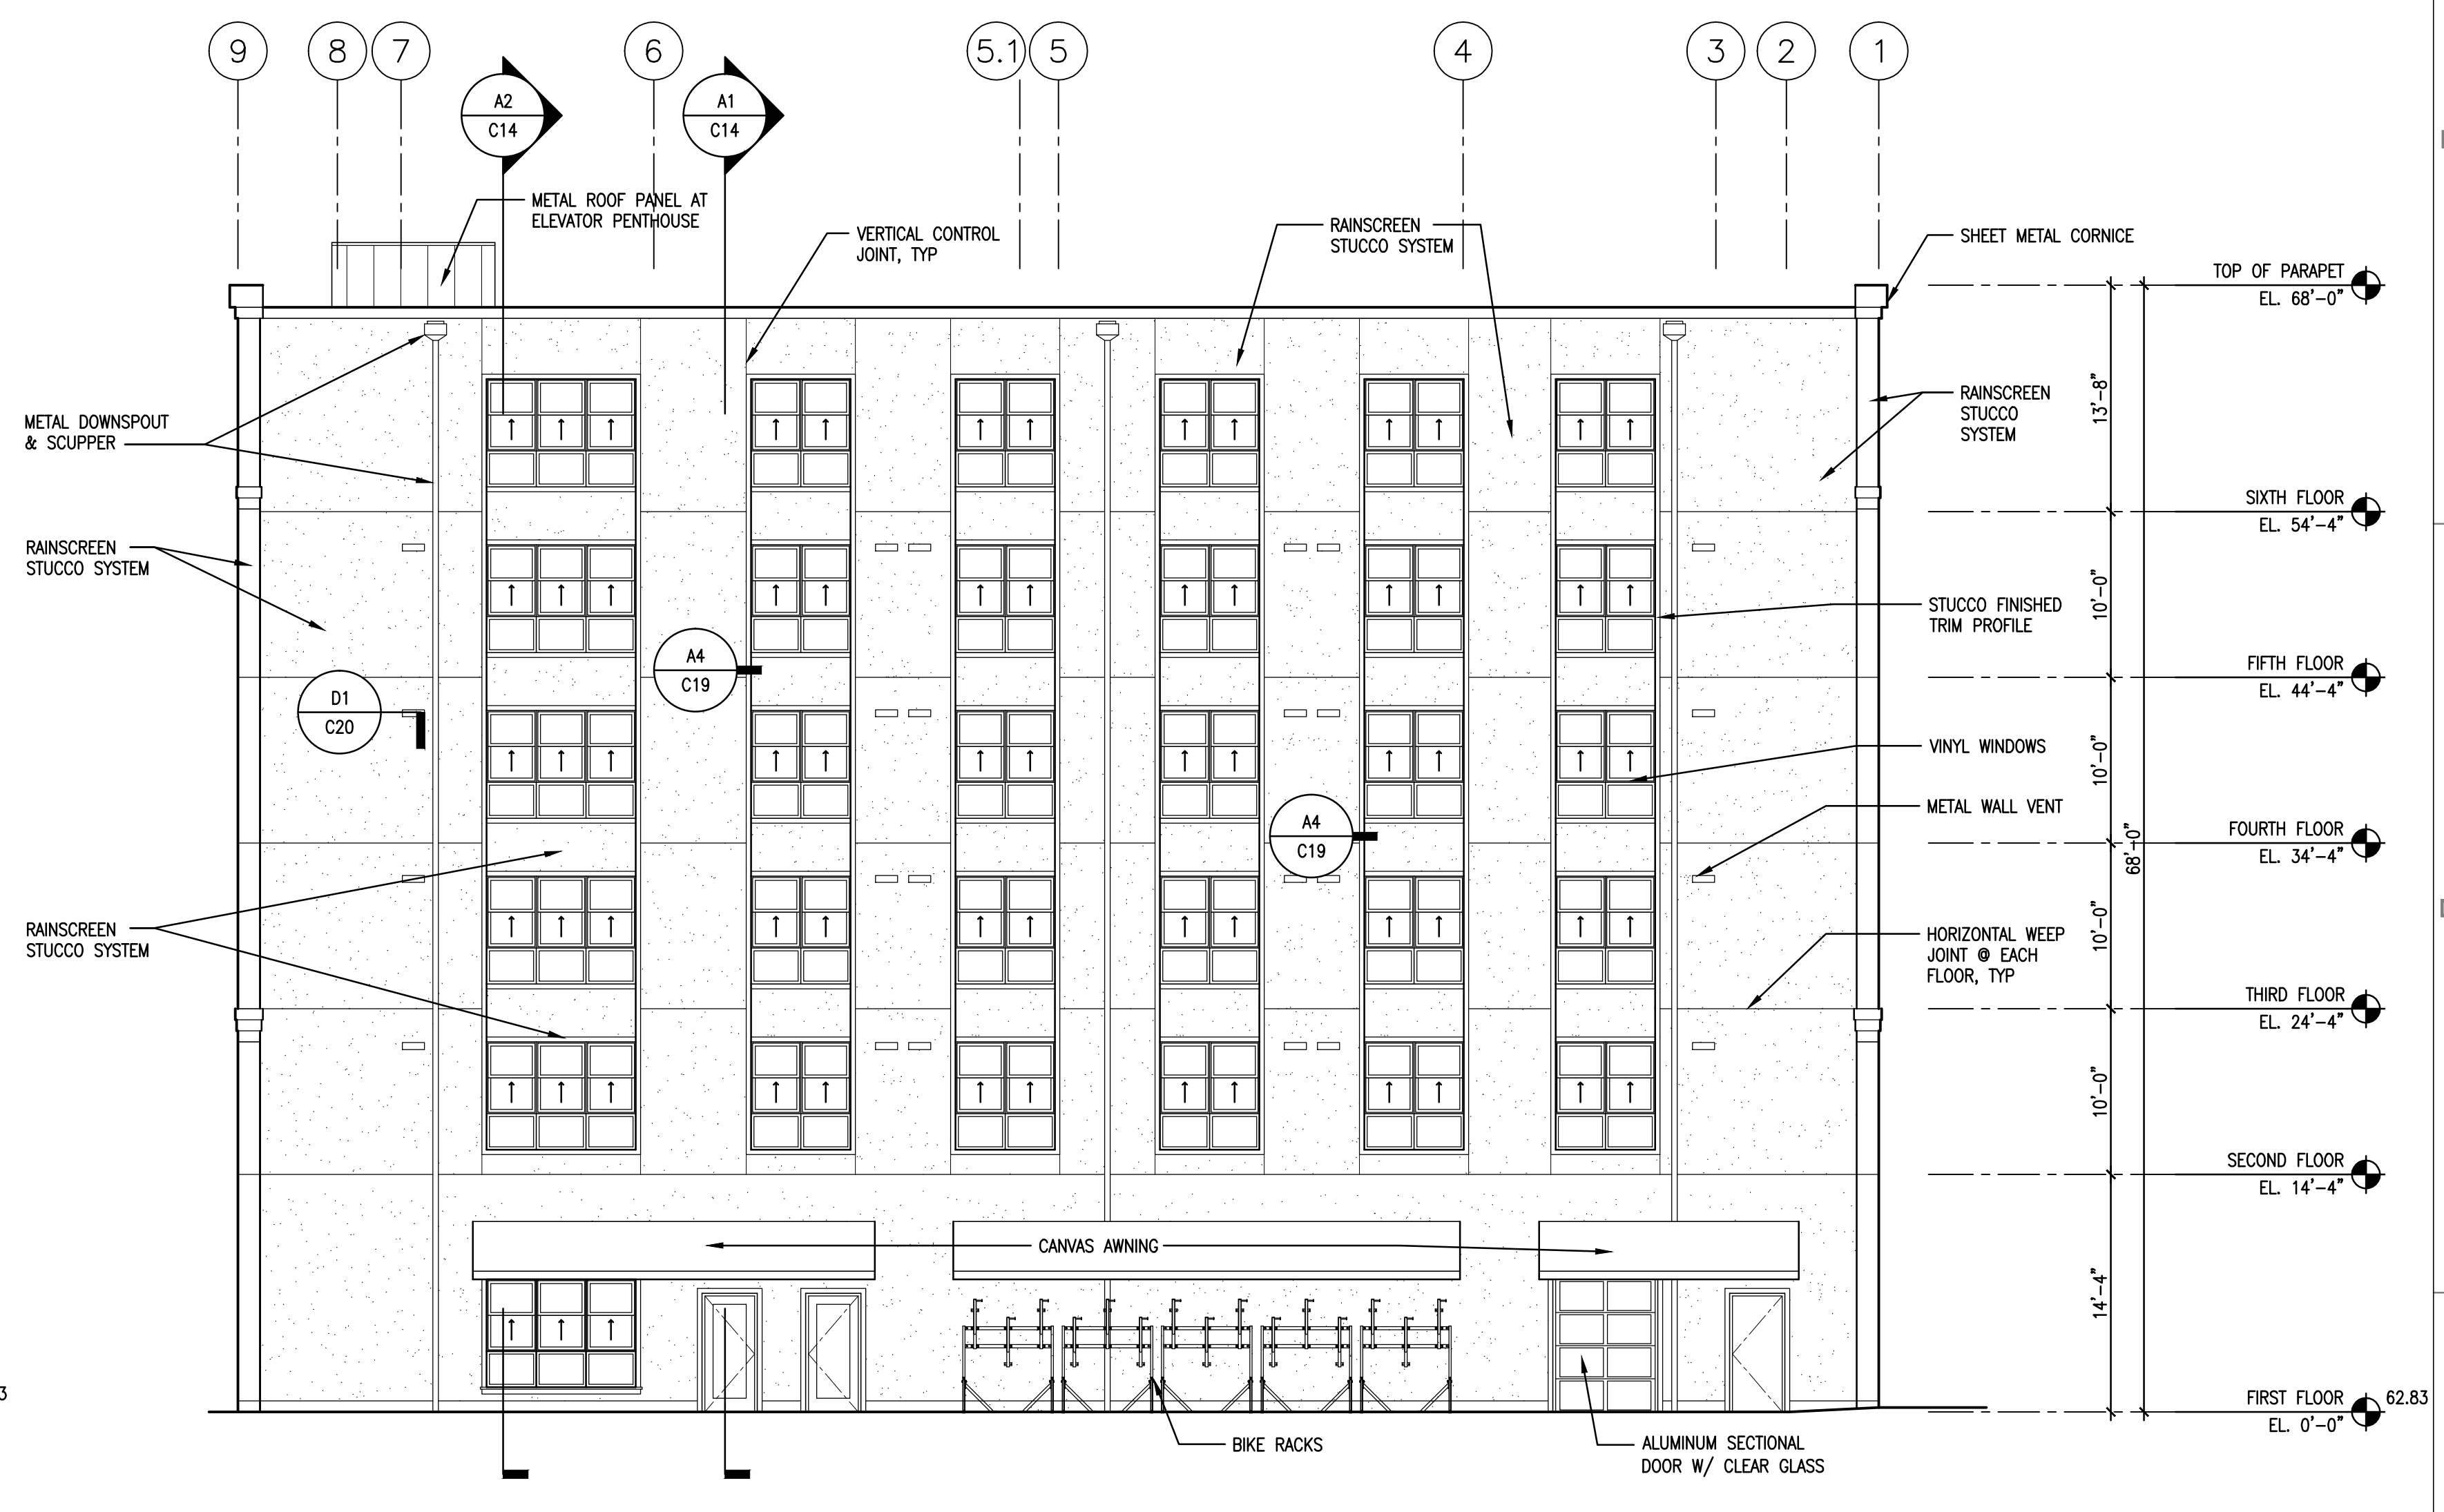 9
8
7
6
5.1
5
4
3
2
1
A2
C14
A1
C14
METAL ROOF PANEL AT
ELEVATOR PENTHOUSE
VERTICAL CONTROL
JOINT, TYP
RAINSCREEN
STUCCO SYSTEM
SHEET METAL CORNICE
TOP OF PARAPET
EL. 68'-0"
METAL DOWNSPOUT
& SCUPPER
RAINSCREEN
STUCCO
SYSTEM
13'-8"
SIXTH FLOOR
EL. 54'-4"
RAINSCREEN
STUCCO SYSTEM
10'-0"
STUCCO FINISHED
TRIM PROFILE
A4
C19
FIFTH FLOOR
EL. 44'-4"
D1
C20
VINYL WINDOWS
10'-0"
METAL WALL VENT
A4
C19
FOURTH FLOOR
EL. 34'-4"
68'-0"
RAINSCREEN
STUCCO SYSTEM
HORIZONTAL WEEP
JOINT @ EACH
FLOOR, TYP
10'-0"
THIRD FLOOR
EL. 24'-4"
10'-0"
SECOND FLOOR
EL. 14'-4"
CANVAS AWNING
14'-4"
3
FIRST FLOOR
EL. 0'-0"
62.83
BIKE RACKS
ALUMINUM SECTIONAL
DOOR W/ CLEAR GLASS